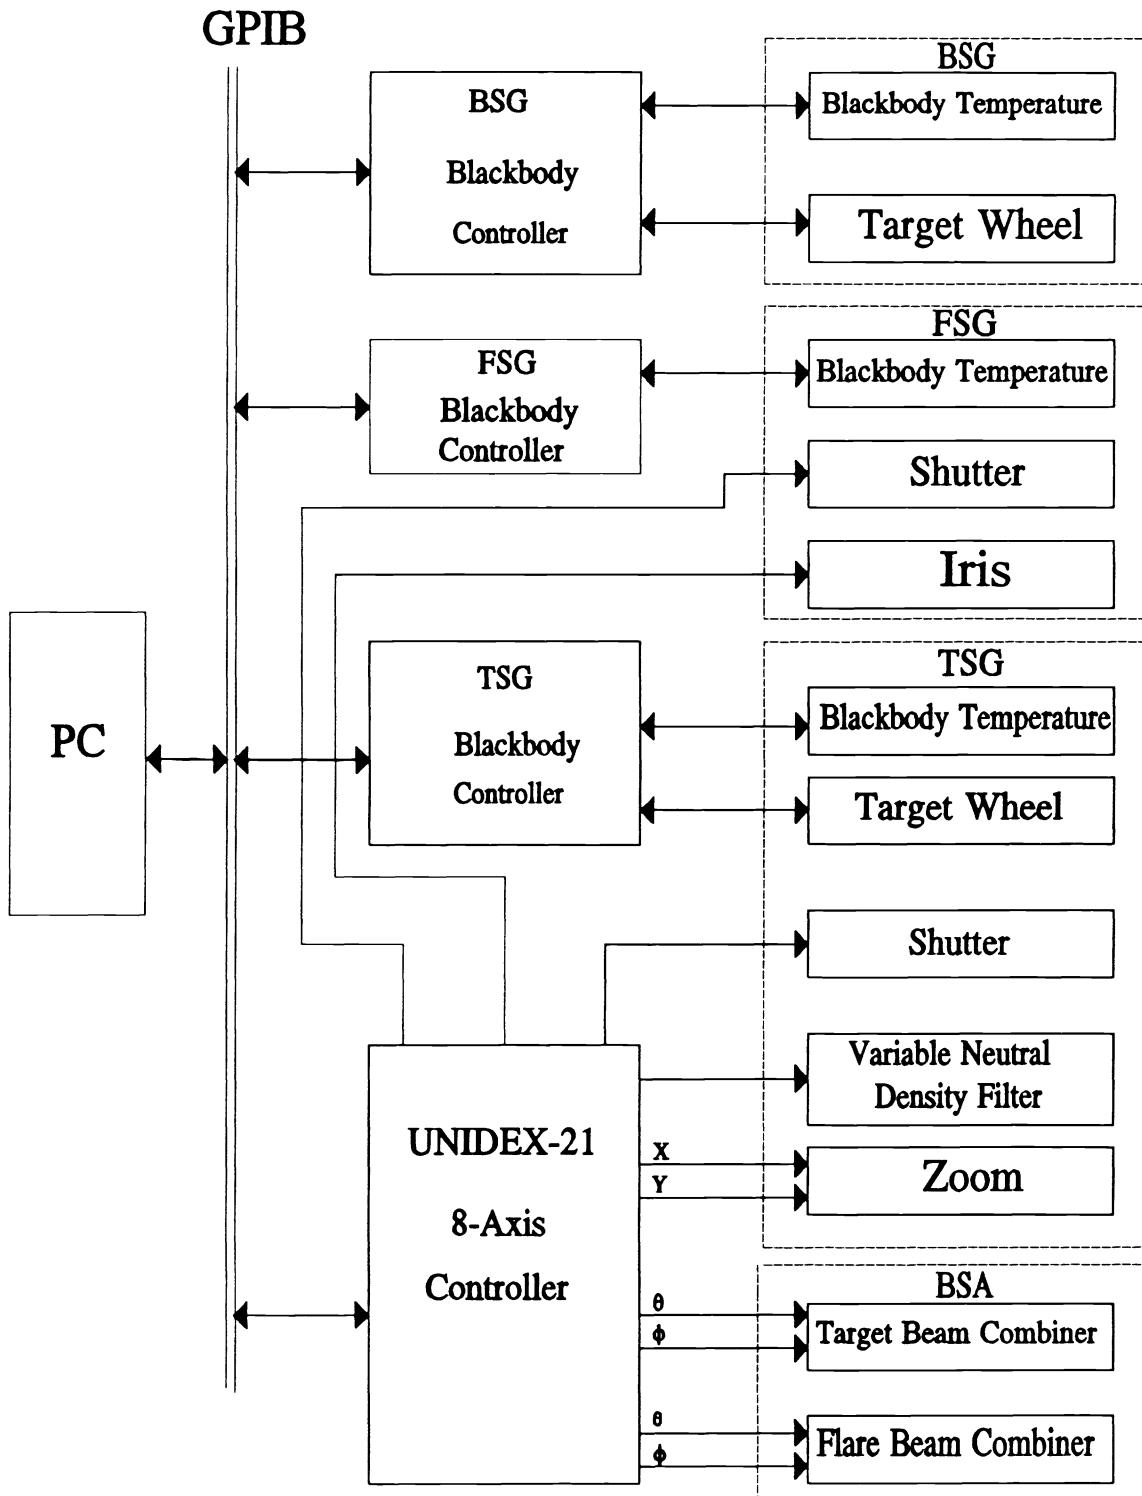 GPIB
BSG
Blackbody
Controller
BSG
Blackbody Temperature
Target Wheel
FSG
Blackbody
Controller
FSG
Blackbody Temperature
Shutter
Iris
PC
TSG
Blackbody
Controller
TSG
Blackbody Temperature
Target Wheel
Shutter
Variable Neutral
Density Filter
UNIDEX-21
8-Axis
Controller
X
Y
Zoom
BSA
θ
ϕ
Target Beam Combiner
θ
ϕ
Flare Beam Combiner